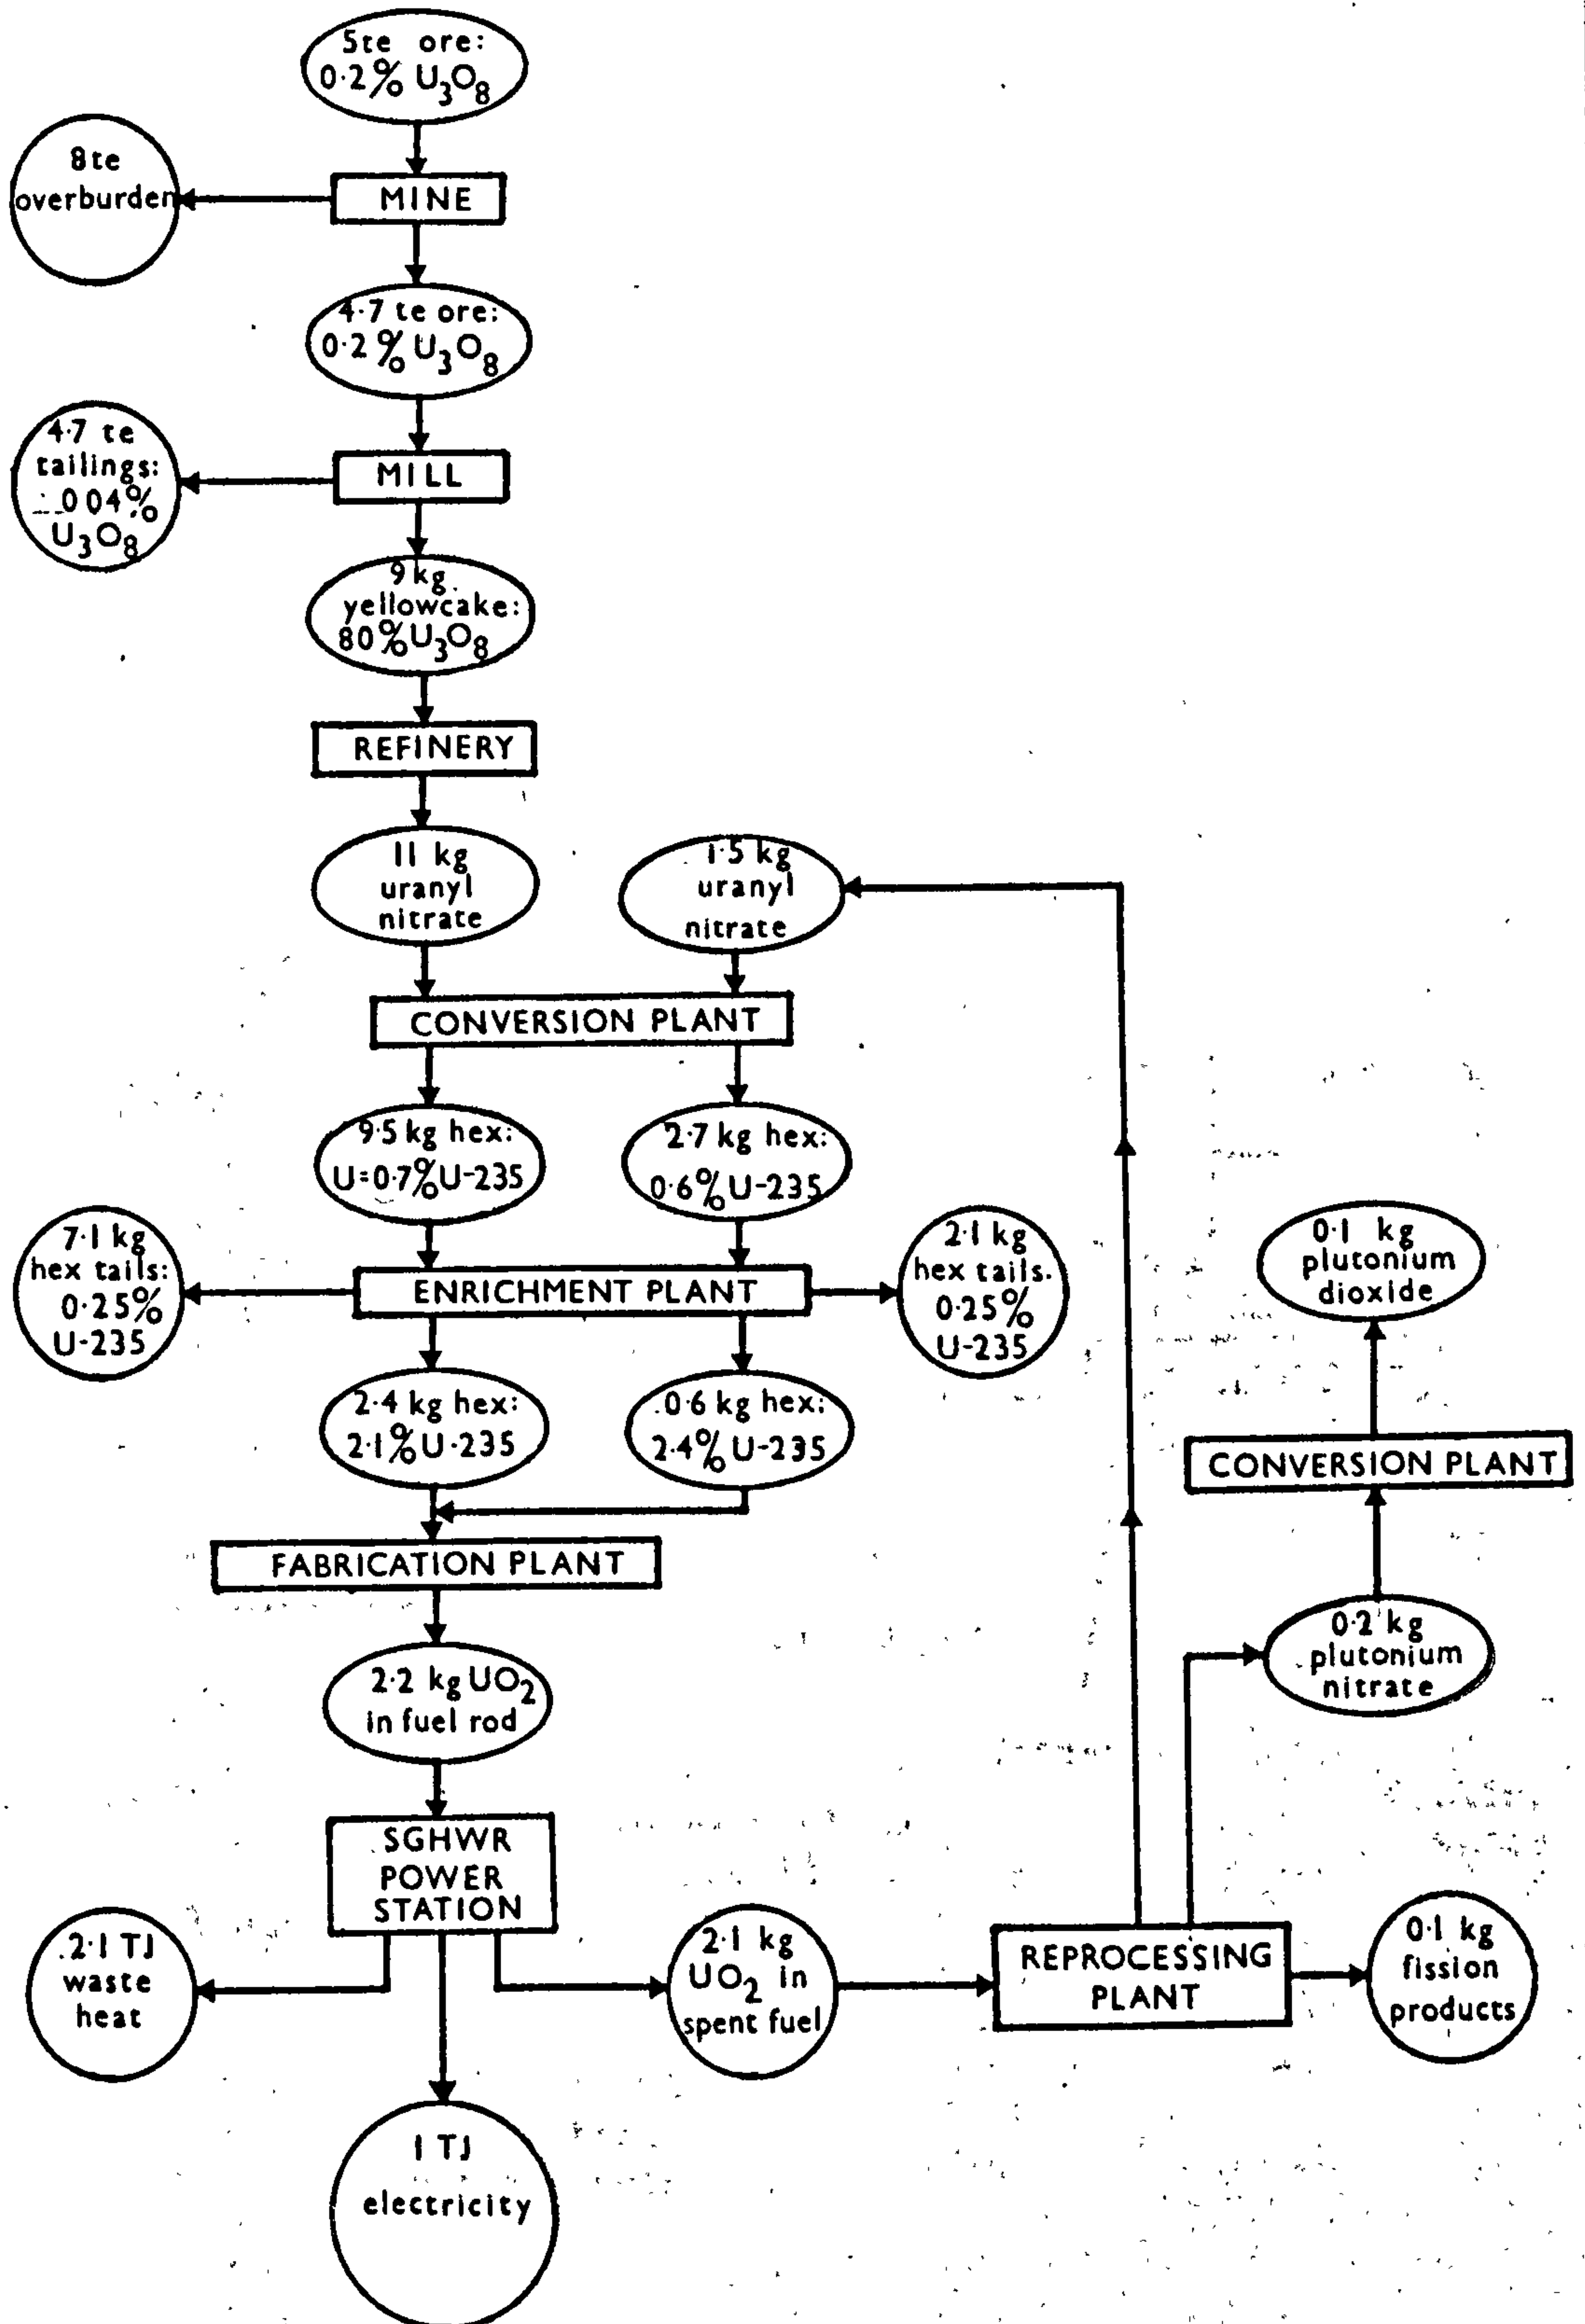 5te ore:
0·2% U₃O₈
8te
overburden
MINE
4·7 te ore:
0·2% U₃O₈
4·7 te
tailings:
·004%
U₃O₈
MILL
9 kg
yellowcake:
80% U₃O₈
REFINERY
11 kg
uranyl
nitrate
1·5 kg
uranyl
nitrate
CONVERSION PLANT
9·5 kg hex:
U=0·7% U-235
2·7 kg hex:
0·6% U-235
7·1 kg
hex tails:
0·25%
U-235
ENRICHMENT PLANT
2·1 kg
hex tails.
0·25%
U-235
0·1 kg
plutonium
dioxide
2·4 kg hex:
2·1% U·235
0·6 kg hex:
2·4% U-235
CONVERSION PLANT
FABRICATION PLANT
0·2 kg
plutonium
nitrate
2·2 kg UO₂
in fuel rod
SGHWR
POWER
STATION
2·1 TJ
waste
heat
2·1 kg
UO₂ in
spent fuel
REPROCESSING
PLANT
0·1 kg
fission
products
1 TJ
electricity